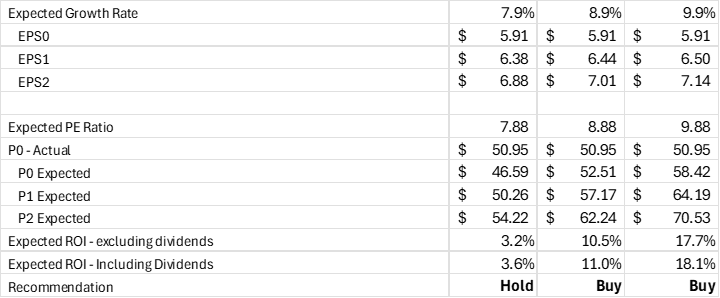 Expected Growth Rate 7.9% 8.9% 9.9%
EPS0 $ 5.91 $ 5.91 $ 5.91
EPS1 $ 6.38 $ 6.44 $ 6.50
EPS2 $ 6.88 $ 7.01 $ 7.14
Expected PE Ratio 7.88 8.88 9.88
P0 - Actual $ 50.95 $ 50.95 $ 50.95
P0 Expected $ 46.59 $ 52.51 $ 58.42
P1 Expected $ 50.26 $ 57.17 $ 64.19
P2 Expected $ 54.22 $ 62.24 $ 70.53
Expected ROI - excluding dividends 3.2% 10.5% 17.7%
Expected ROI - Including Dividends 3.6% 11.0% 18.1%
Recommendation Hold Buy Buy